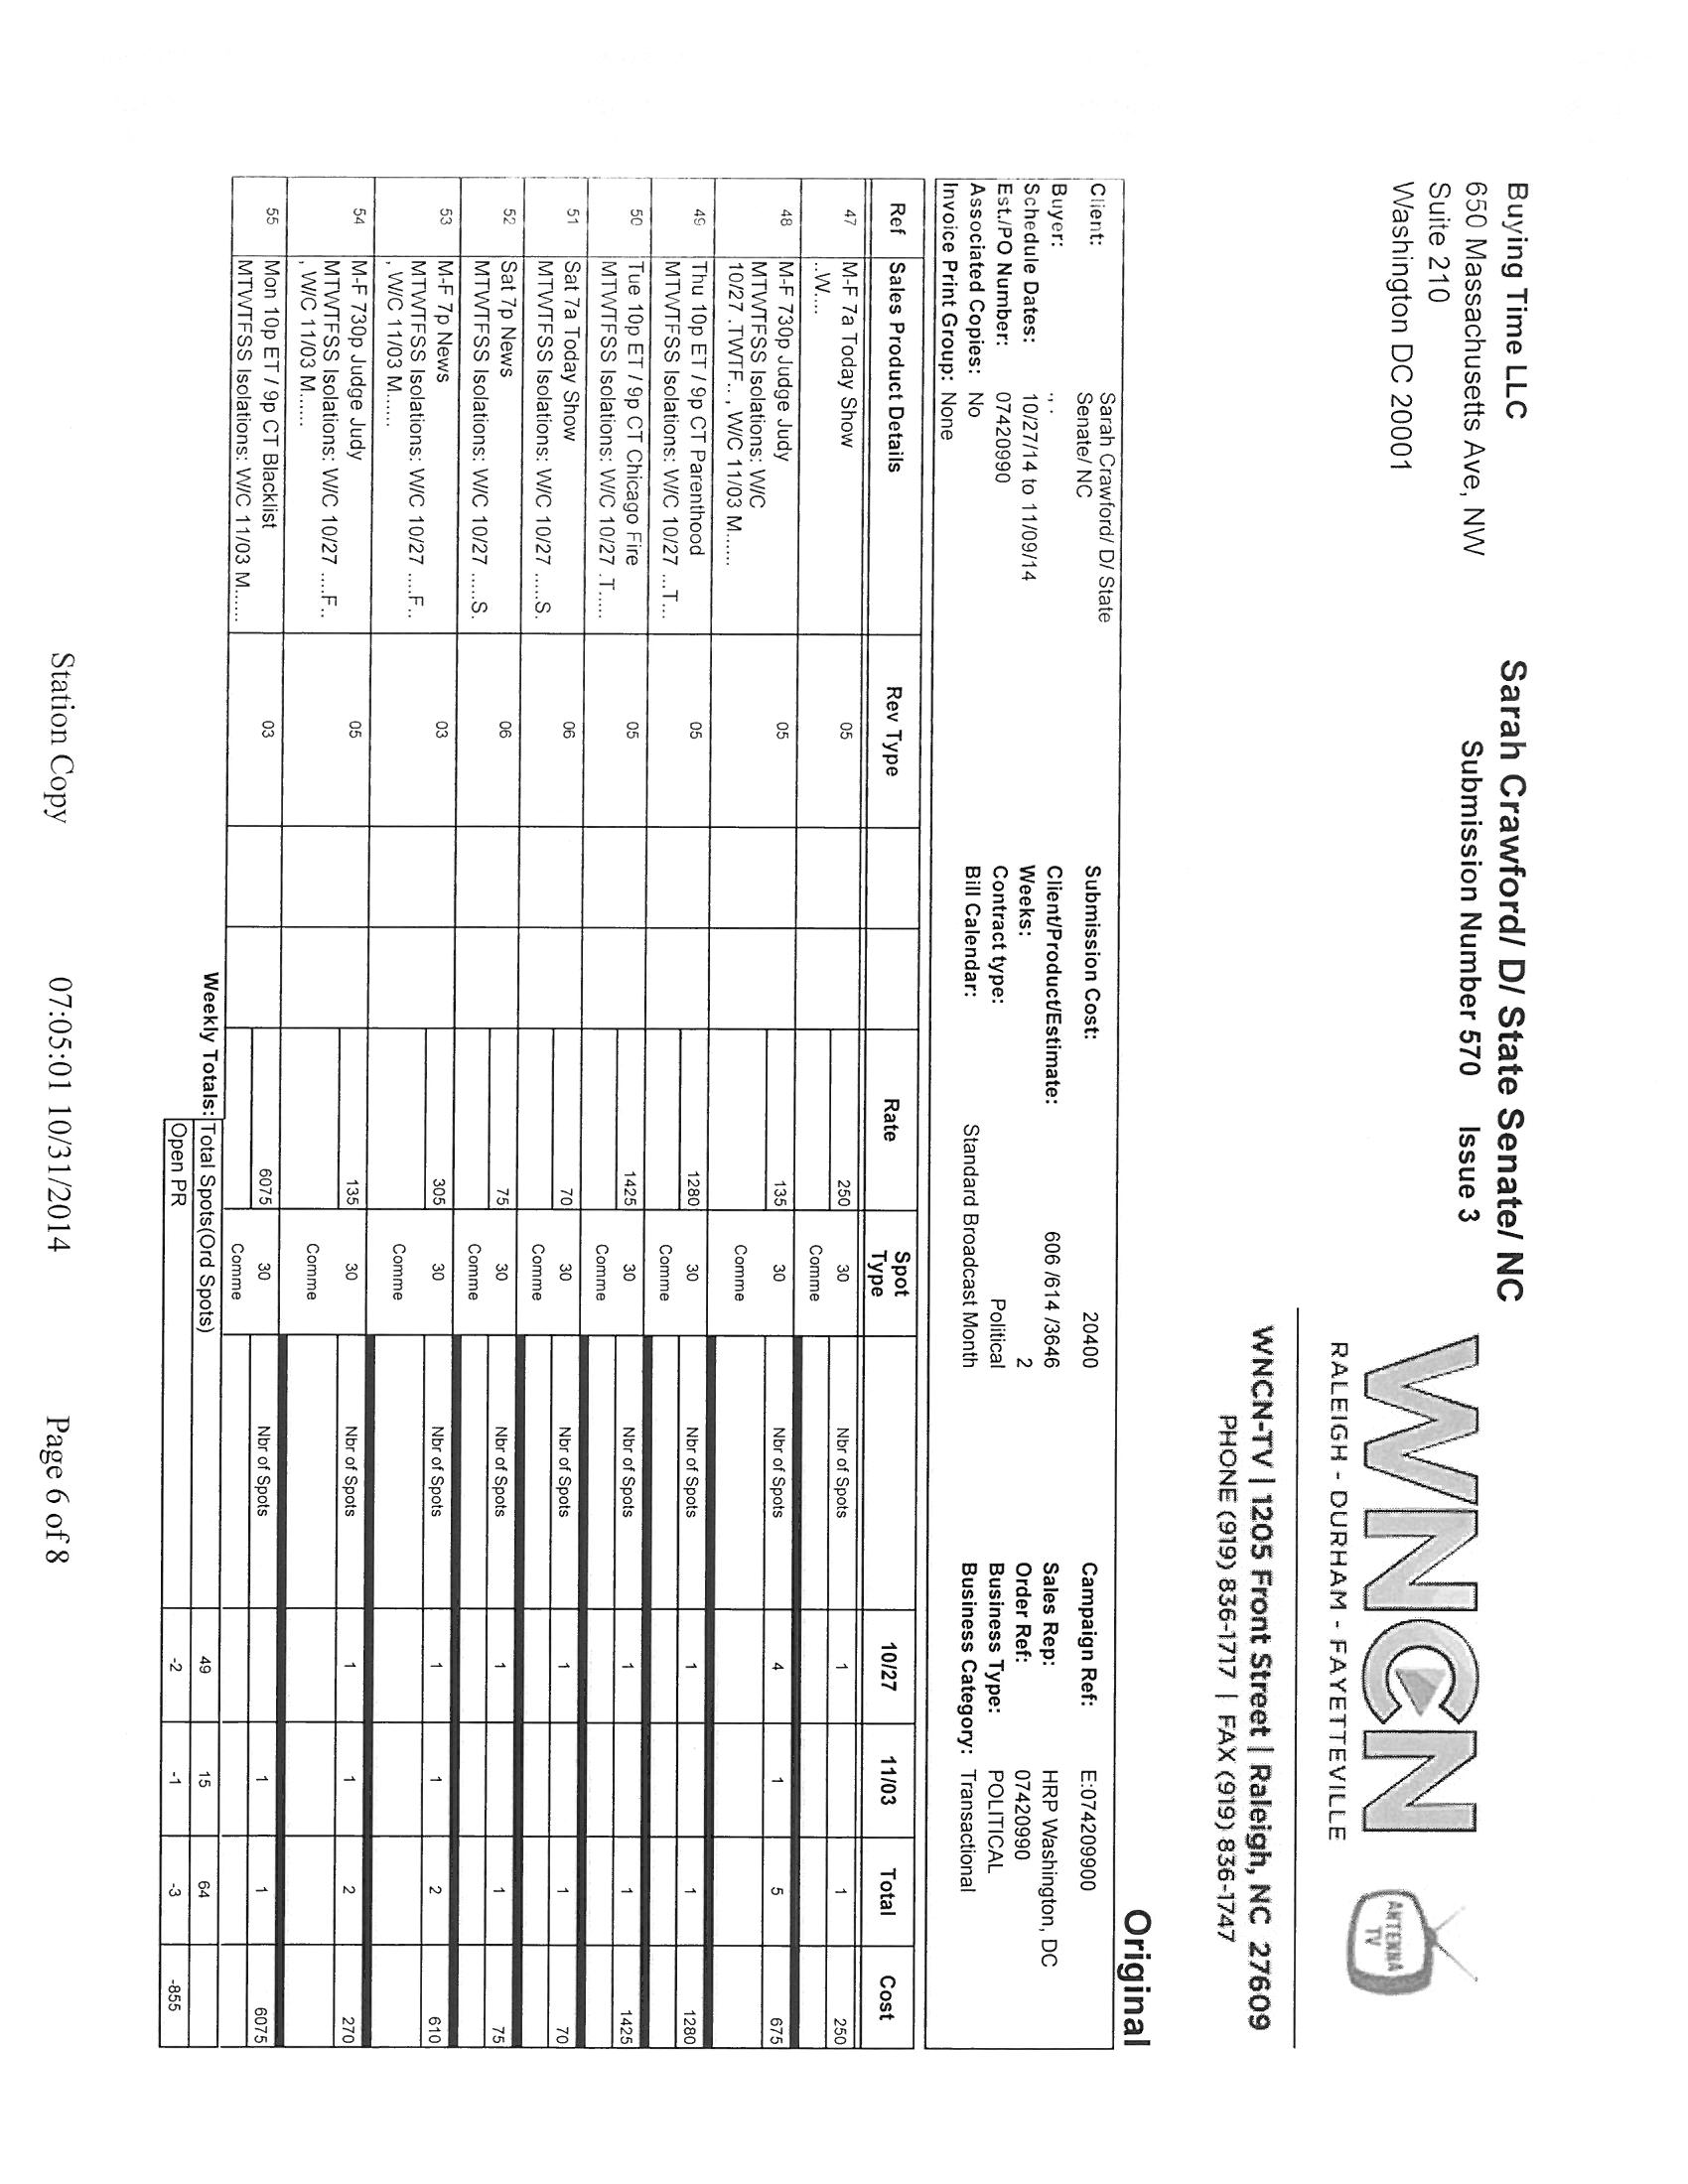 Buying Time LLC
650 Massachusetts Ave, NW
Suite 210
Washington DC 20001
Sarah Crawford/ D/ State Senate/ NC
Submission Number 570 Issue 3
WNCN
RALEIGH - DURHAM - FAYETTEVILLE
ANTENNA
TV
WNCN-TV | 1205 Front Street | Raleigh, NC 27609
PHONE (919) 836-1717 | FAX (919) 836-1747
Original
Client: Sarah Crawford/ D/ State Senate/ NC Submission Cost: 20400 Campaign Ref: E:07420990​0
Buyer: ., . Client/Product/Estimate: 606 /614 /3646 Sales Rep: HRP Washington, DC
Schedule Dates: 10/27/14 to 11/09/14 Weeks: 2 Order Ref: 07420990
Est./PO Number: 07420990 Contract type: Political Business Type: POLITICAL
Associated Copies: No Bill Calendar: Standard Broadcast Month Business Category: Transactional
Invoice Print Group: None
Ref Sales Product Details Rev Type Rate Spot Type 10/27 11/03 Total Cost
47 M-F 7a Today Show 05 250 30 Nbr of Spots 1 1 250
..W.... Comme
48 M-F 730p Judge Judy 05 135 30 Nbr of Spots 4 1 5 675
MTWTFSS Isolations: W/C Comme
10/27 .TWTF.. , W/C 11/03 M......
49 Thu 10p ET / 9p CT Parenthood 05 1280 30 Nbr of Spots 1 1 1280
MTWTFSS Isolations: W/C 10/27 ...T... Comme
50 Tue 10p ET / 9p CT Chicago Fire 05 1425 30 Nbr of Spots 1 1 1425
MTWTFSS Isolations: W/C 10/27 .T..... Comme
51 Sat 7a Today Show 06 70 30 Nbr of Spots 1 1 70
MTWTFSS Isolations: W/C 10/27 .....S. Comme
52 Sat 7p News 06 75 30 Nbr of Spots 1 1 75
MTWTFSS Isolations: W/C 10/27 .....S. Comme
53 M-F 7p News 03 305 30 Nbr of Spots 1 1 2 610
MTWTFSS Isolations: W/C 10/27 ....F.. Comme
, W/C 11/03 M......
54 M-F 730p Judge Judy 05 135 30 Nbr of Spots 1 1 2 270
MTWTFSS Isolations: W/C 10/27 ....F.. Comme
, W/C 11/03 M......
55 Mon 10p ET / 9p CT Blacklist 03 6075 30 Nbr of Spots 1 1 6075
MTWTFSS Isolations: W/C 11/03 M...... Comme
Weekly Totals: Total Spots(Ord Spots) 49 15 64
Open PR -2 -1 -3 -855
Station Copy 07:05:01 10/31/2014 Page 6 of 8